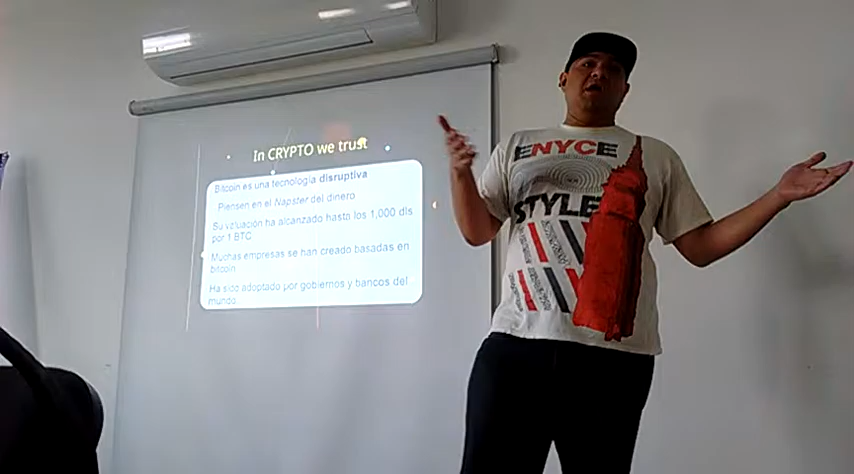 In CRYPTO we trust
Bitcoin es una tecnología disruptiva
Piensen en el Napster del dinero
Su valuación ha alcanzado hasta los 1,000 dls
por 1 BTC
Muchas empresas se han creado basadas en
bitcoin
Ha sido adoptado por gobiernos y bancos del
mundo
ENYCE
STYLE